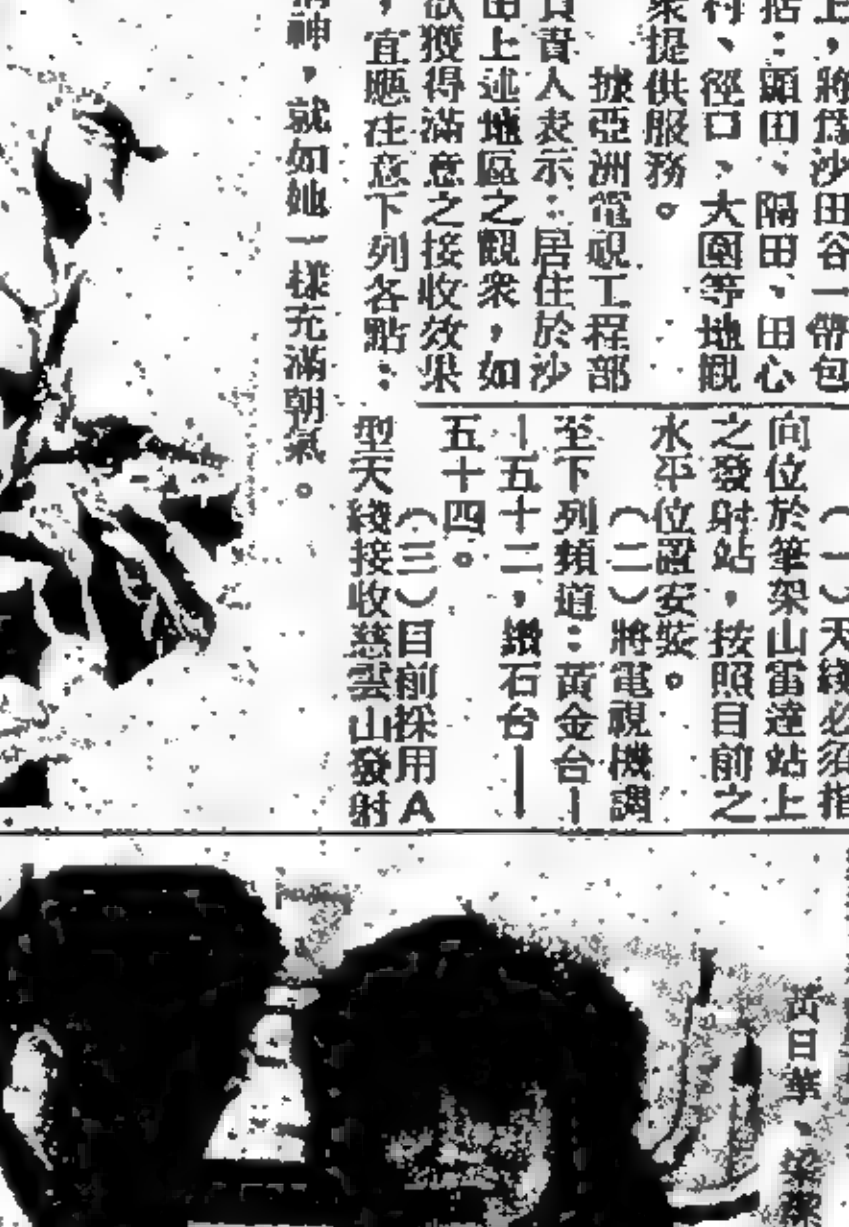 上，將爲沙田谷一帶包
括：顯田、隔田、田心
村、徑口、大圍等地觀
衆提供服務。
據亞洲電視工程部
負責人表示：居住於沙
田上述地區之觀衆，如
欲獲得滿意之接收效果
，宜應注意下列各點：
（一）天綫必須指
向位於筆架山雷達站上
之發射站，按照目前之
水平位置安裝。
（二）將電視機調
至下列頻道：黃金台—
—五十二，鑽石台——
五十四。
（三）目前採用A
型天綫接收慈雲山發射
精神，就如她一樣充滿朝氣。
黃日華、梁